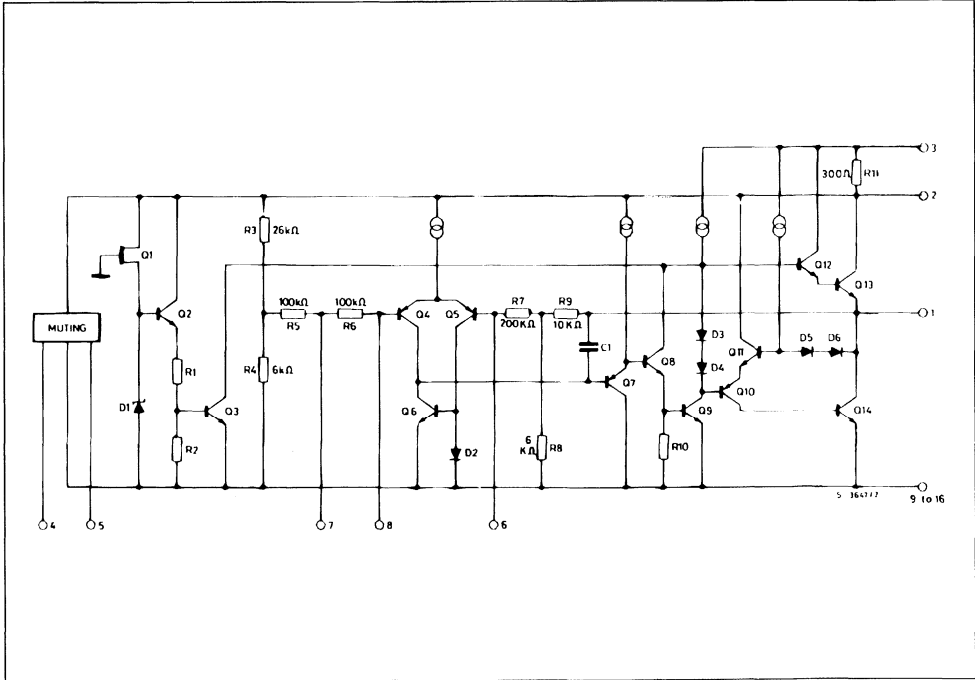 3
300Ω R11
2
R3 26kΩ
Q1
Q12
Q13
100kΩ 100kΩ R7 R9
Q2 Q4 Q5
200KΩ 10KΩ 1
MUTING R5 R6
C1 D3 Q11 D5 D6
Q8
R1 R4 6kΩ D4
Q7 Q10
D1 Q3 Q6 Q9 Q14
R2 D2 6 KΩ R8 R10
9 to 16
4 5 7 8 6